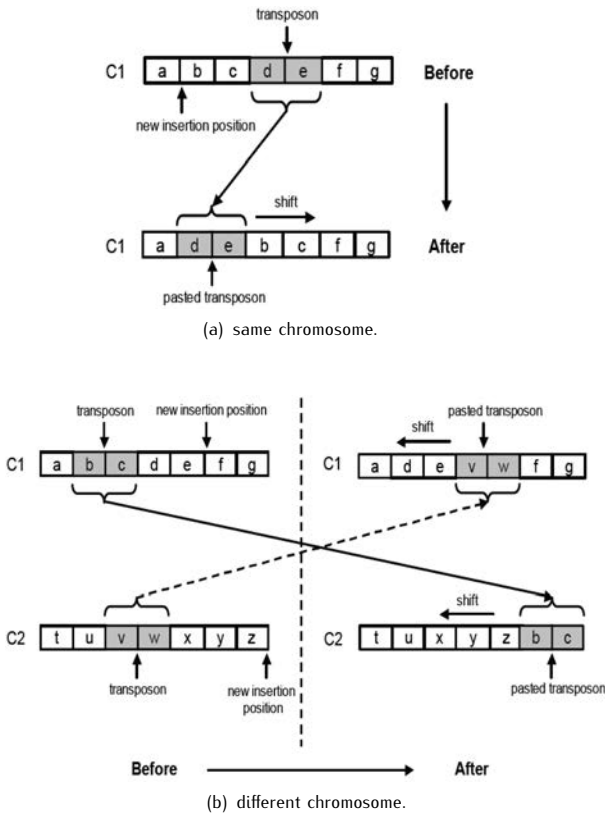 transposon
C1 a b c d e f g Before
new insertion position
shift
C1 a d e b c f g After
pasted transposon
(a) same chromosome.
transposon new insertion position
C1 a b c d e f g
pasted transposon
shift
C1 a d e v w f g
C2 t u v w x y z
transposon
new insertion
position
shift
C2 t u x y z b c
pasted transposon
Before After
(b) different chromosome.